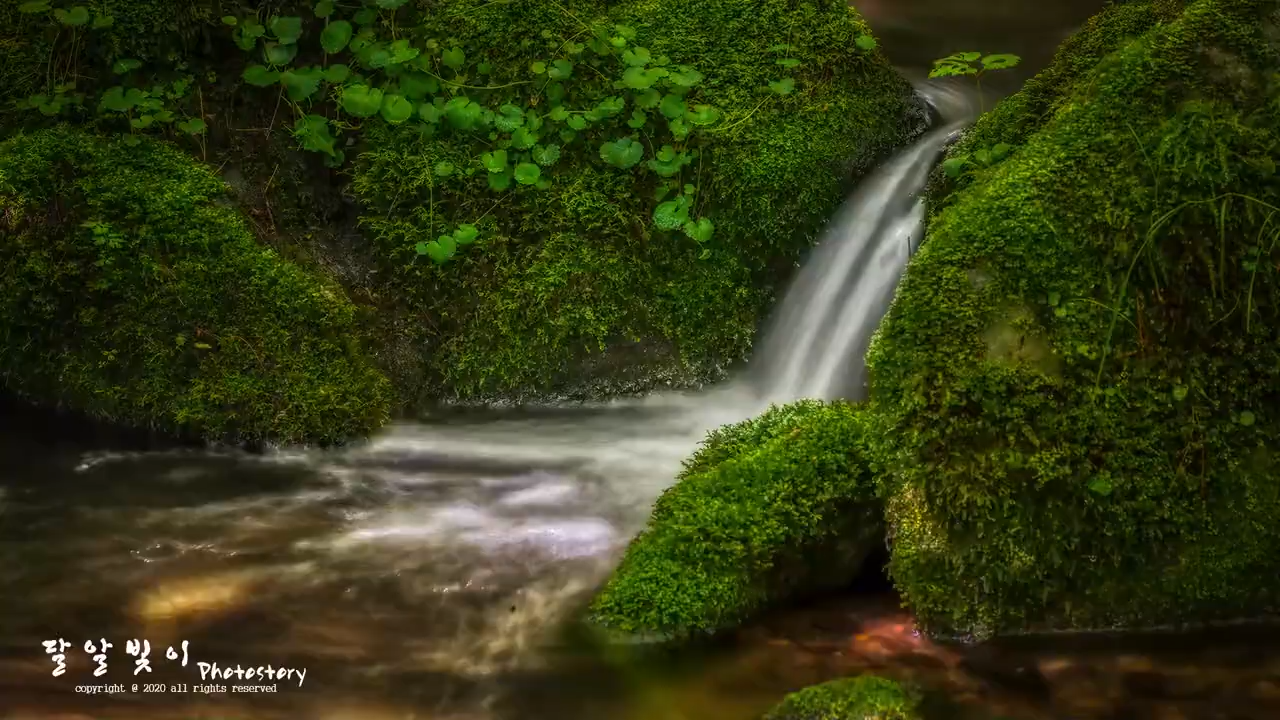 달 알 빛 이 Photostory
copyright @ 2020 all rights reserved